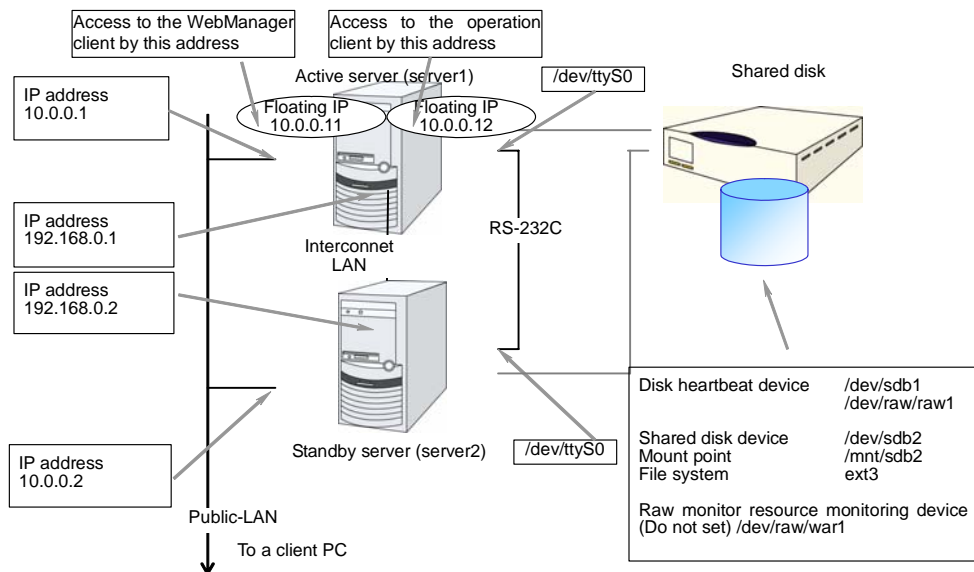 Access to the WebManager
client by this address
Access to the operation
client by this address
Active server (server1)
/dev/ttyS0
Shared disk
IP address
10.0.0.1
Floating IP
10.0.0.11
Floating IP
10.0.0.12
IP address
192.168.0.1
Interconnet
LAN
RS-232C
IP address
192.168.0.2
Disk heartbeat device /dev/sdb1
/dev/raw/raw1
Shared disk device /dev/sdb2
Mount point /mnt/sdb2
File system ext3
Raw monitor resource monitoring device
(Do not set) /dev/raw/war1
Standby server (server2)
/dev/ttyS0
IP address
10.0.0.2
Public-LAN
To a client PC